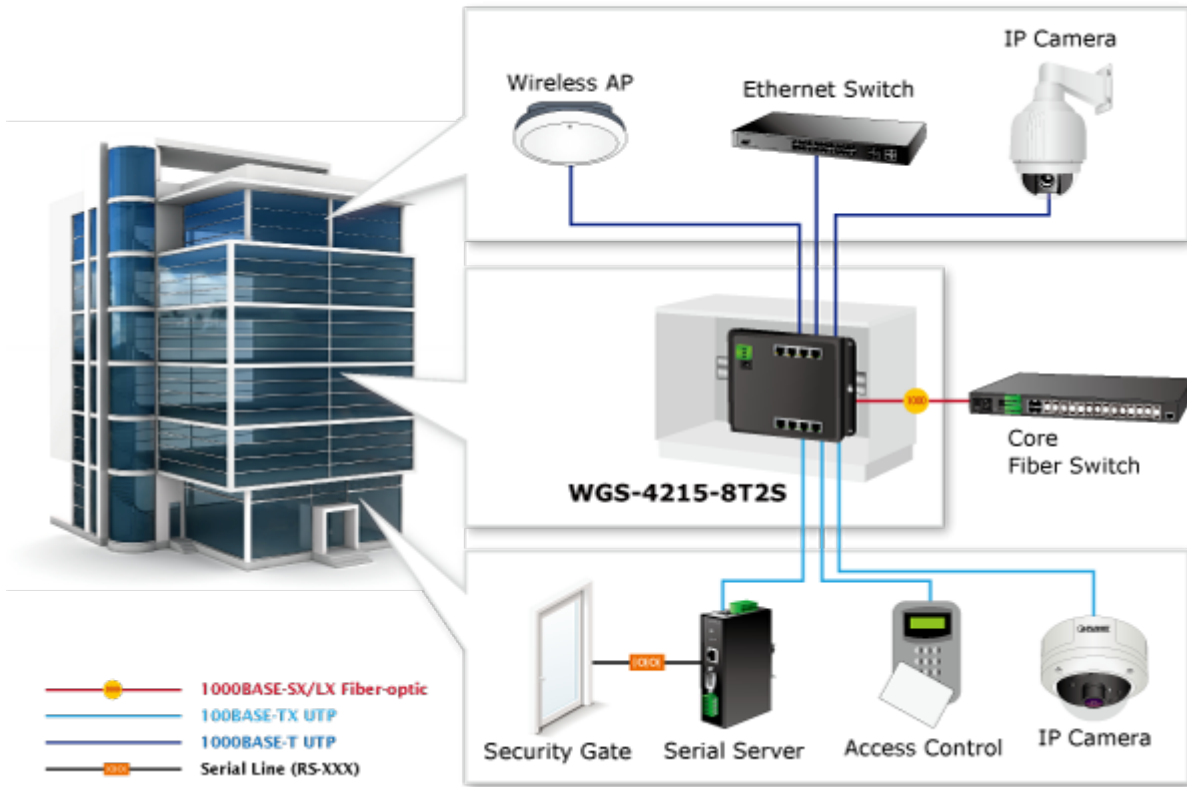 Wireless AP
Ethernet Switch
IP Camera
WGS-4215-8T2S
Core
Fiber Switch
Security Gate
Serial Server
Access Control
IP Camera
1000BASE-SX/LX Fiber-optic
100BASE-TX UTP
1000BASE-T UTP
Serial Line (RS-XXX)